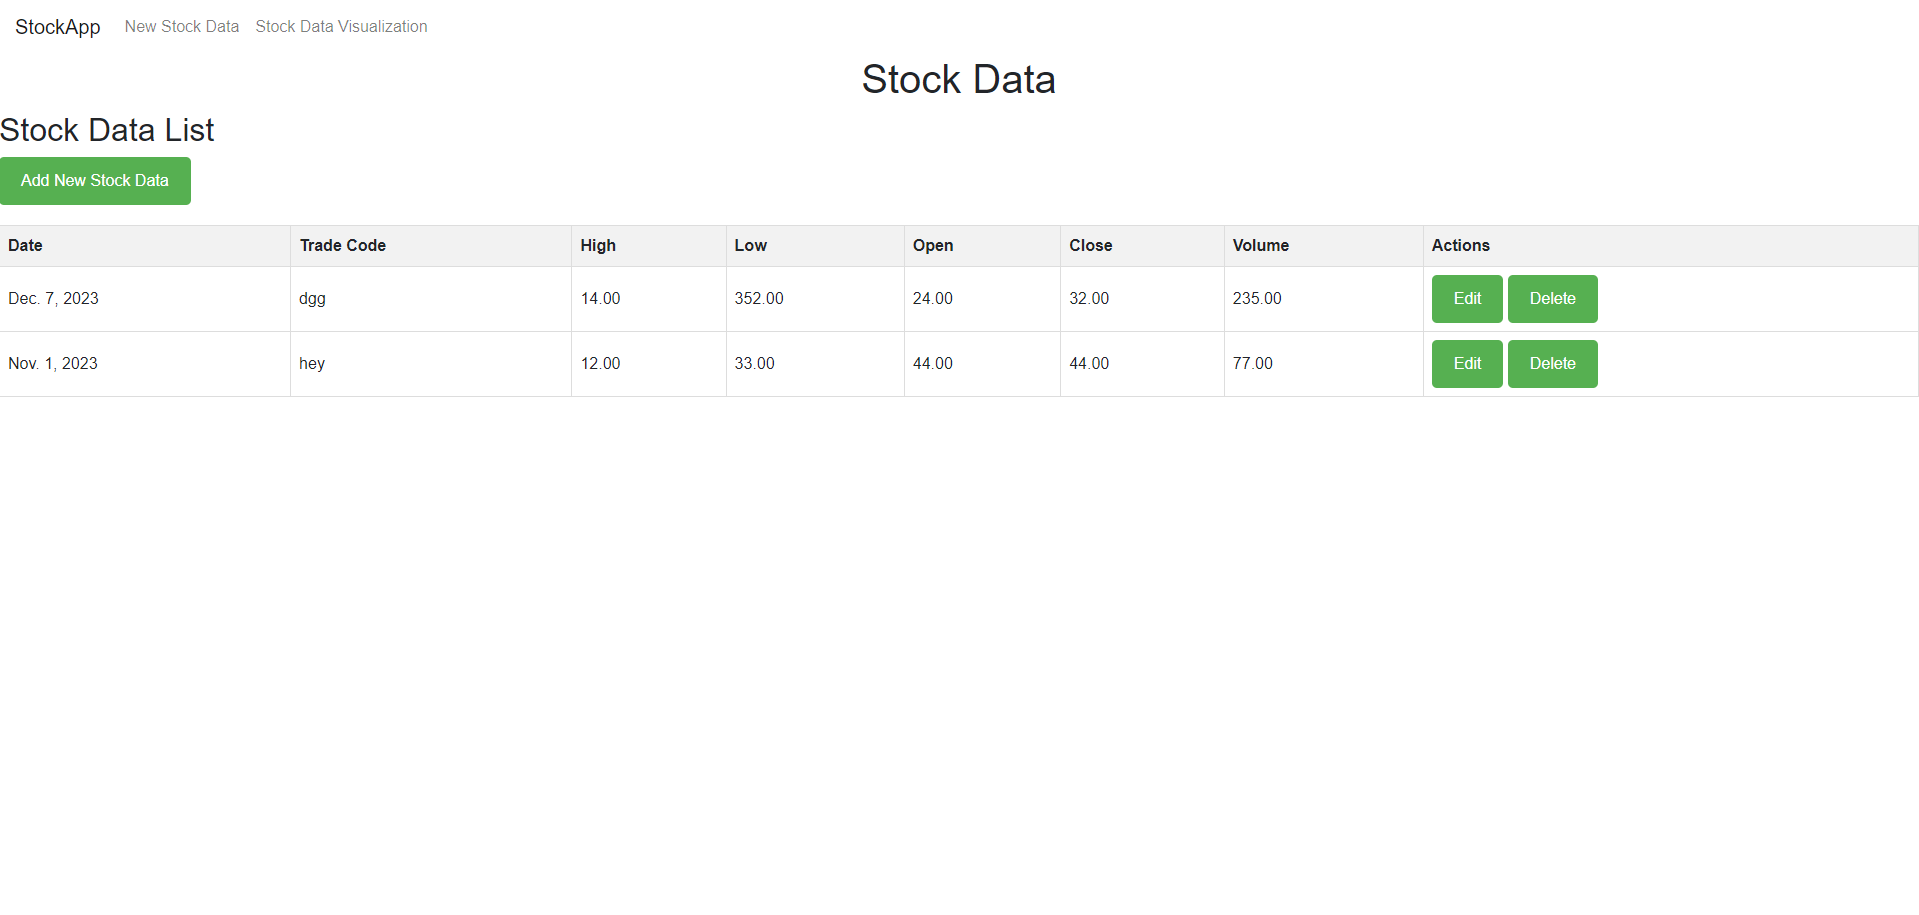 StockApp New Stock Data Stock Data Visualization
Stock Data
Stock Data List
Add New Stock Data
Date Trade Code High Low Open Close Volume Actions
Dec. 7, 2023 dgg 14.00 352.00 24.00 32.00 235.00 Edit Delete
Nov. 1, 2023 hey 12.00 33.00 44.00 44.00 77.00 Edit Delete